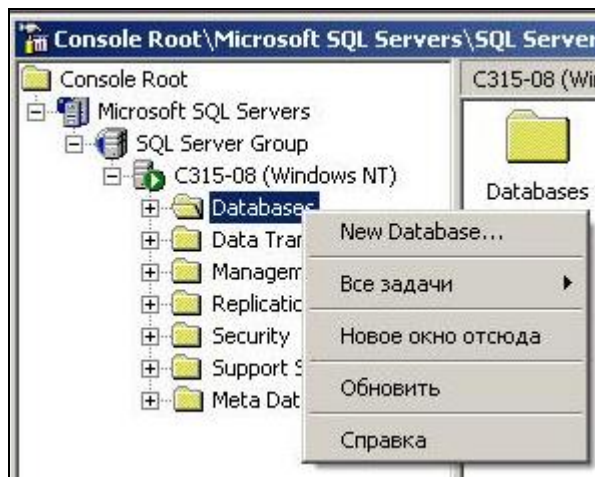 Console Root\Microsoft SQL Servers\SQL Server
Console Root
Microsoft SQL Servers
SQL Server Group
C315-08 (Windows NT)
Databases
Data Tran
Managem
Replicatio
Security
Support S
Meta Dat
C315-08 (Wi
Databases
New Database...
Все задачи
Новое окно отсюда
Обновить
Справка